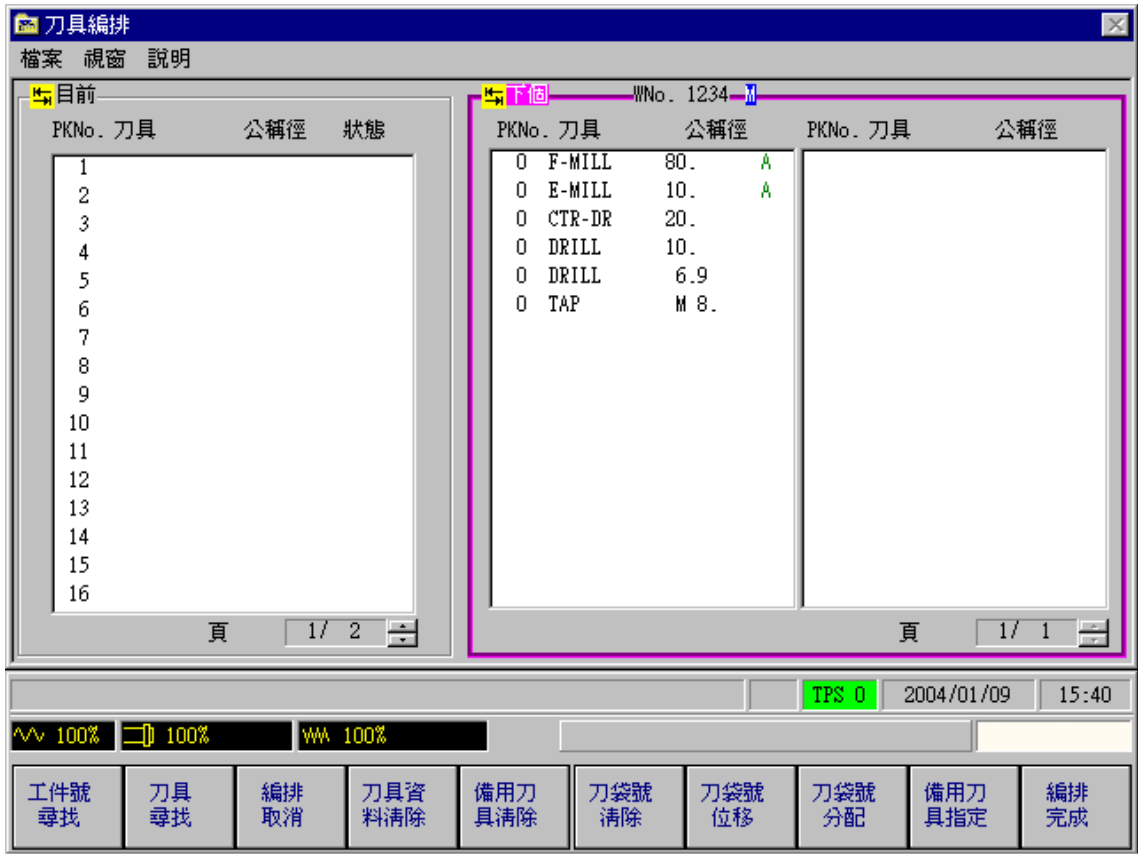 刀具編排
檔案 視窗 說明
目前
PKNo. 刀具 公稱徑 狀態
1
2
3
4
5
6
7
8
9
10
11
12
13
14
15
16
頁 1/ 2
下個 WNo. 1234 M
PKNo. 刀具 公稱徑 PKNo. 刀具 公稱徑
0 F-MILL 80. A
0 E-MILL 10. A
0 CTR-DR 20.
0 DRILL 10.
0 DRILL 6.9
0 TAP M 8.
頁 1/ 1
TPS 0 2004/01/09 15:40
100% 100% 100%
工件號
尋找
刀具
尋找
編排
取消
刀具資
料清除
備用刀
具清除
刀袋號
清除
刀袋號
位移
刀袋號
分配
備用刀
具指定
編排
完成